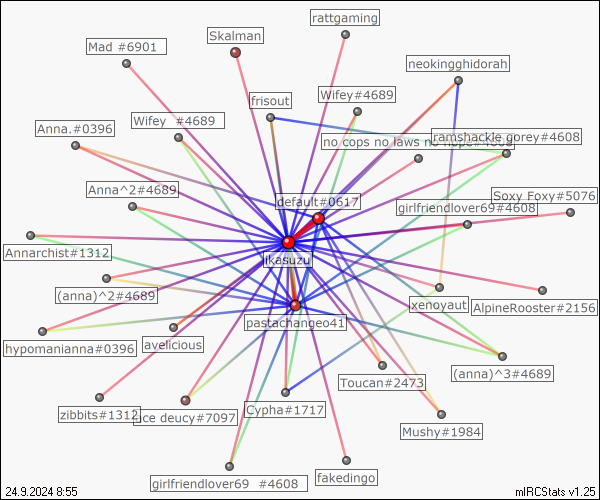 rattgaming
Skalman
Mad #6901
neokingghidorah
frisout
Wifey#4689
Wifey  #4689
Anna.#0396
no cops no laws no hope#4608
ramshackle gorey#4608
Anna^2#4689
Soxy Foxy#5076
default#0617
girlfriendlover69#4608
Annarchist#1312
ikasuzu
(anna)^2#4689
xenoyaut
AlpineRooster#2156
pastachangeo41
hypomanianna#0396
avelicious
Toucan#2473
(anna)^3#4689
zibbits#1312
ice deucy#7097
Cypha#1717
Mushy#1984
girlfriendlover69  #4608
fakedingo
24.9.2024 8:55
mIRCStats v1.25